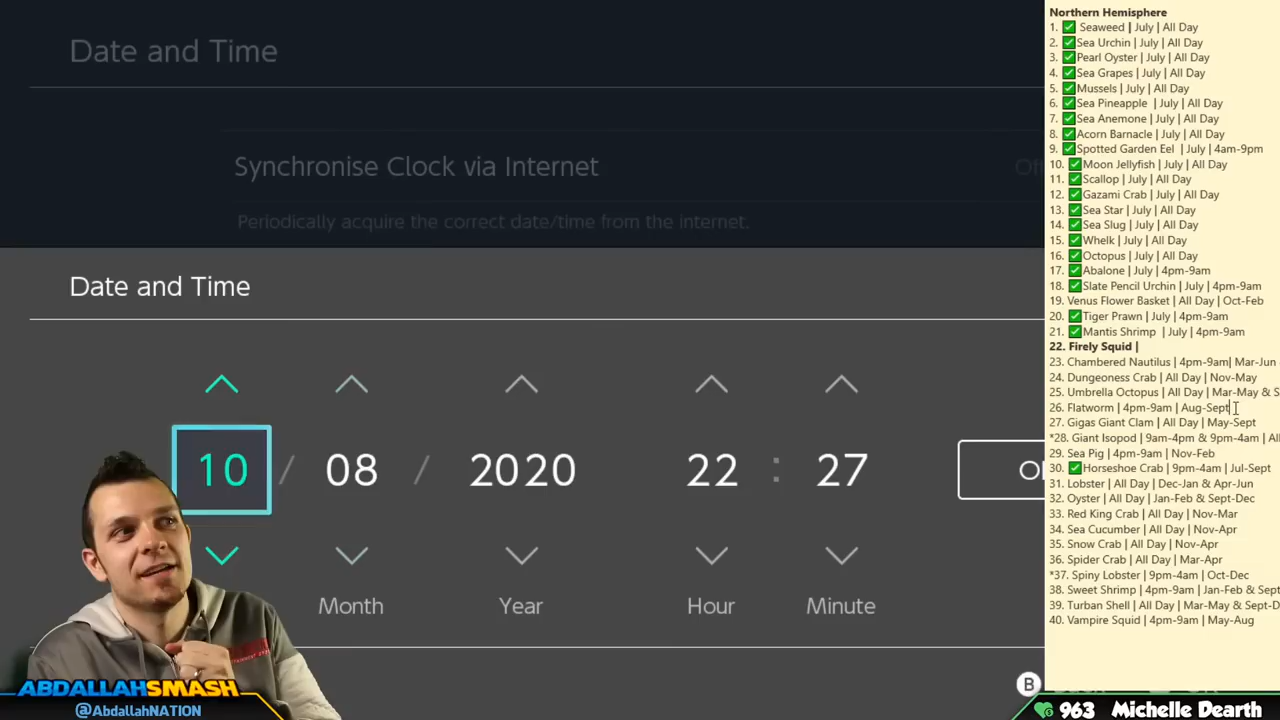 Date and Time
Synchronise Clock via Internet
Periodically acquire the correct date/time from the internet.
Date and Time
10 / 08 / 2020 22 : 27
Month Year Hour Minute
B
ABDALLAHSMASH
@AbdallahNATION
Northern Hemisphere
1. ✅ Seaweed | July | All Day
2. ✅Sea Urchin | July | All Day
3. ✅Pearl Oyster | July | All Day
4. ✅Sea Grapes | July | All Day
5. ✅Mussels | July | All Day
6. ✅Sea Pineapple | July | All Day
7. ✅Sea Anemone | July | All Day
8. ✅Acorn Barnacle | July | All Day
9. ✅Spotted Garden Eel | July | 4am-9pm
10. ✅Moon Jellyfish | July | All Day
11. ✅Scallop | July | All Day
12. ✅Gazami Crab | July | All Day
13. ✅Sea Star | July | All Day
14. ✅Sea Slug | July | All Day
15. ✅Whelk | July | All Day
16. ✅Octopus | July | All Day
17. ✅Abalone | July | 4pm-9am
18. ✅Slate Pencil Urchin | July | 4pm-9am
19. Venus Flower Basket | All Day | Oct-Feb
20. ✅Tiger Prawn | July | 4pm-9am
21. ✅Mantis Shrimp | July | 4pm-9am
22. Firely Squid |
23. Chambered Nautilus | 4pm-9am| Mar-Jun
24. Dungeoness Crab | All Day | Nov-May
25. Umbrella Octopus | All Day | Mar-May & S
26. Flatworm | 4pm-9am | Aug-Sept
27. Gigas Giant Clam | All Day | May-Sept
*28. Giant Isopod | 9am-4pm & 9pm-4am | 
29. Sea Pig | 4pm-9am | Nov-Feb
30. ✅Horseshoe Crab | 9pm-4am | Jul-Sept
31. Lobster | All Day | Dec-Jan & Apr-Jun
32. Oyster | All Day | Jan-Feb & Sept-Dec
33. Red King Crab | All Day | Nov-Mar
34. Sea Cucumber | All Day | Nov-Apr
35. Snow Crab | All Day | Nov-Apr
36. Spider Crab | All Day | Mar-Apr
*37. Spiny Lobster | 9pm-4am | Oct-Dec
38. Sweet Shrimp | 4pm-9am | Jan-Feb & Sept
39. Turban Shell | All Day | Mar-May & Sept-D
40. Vampire Squid | 4pm-9am | May-Aug
963 Michelle Dearth